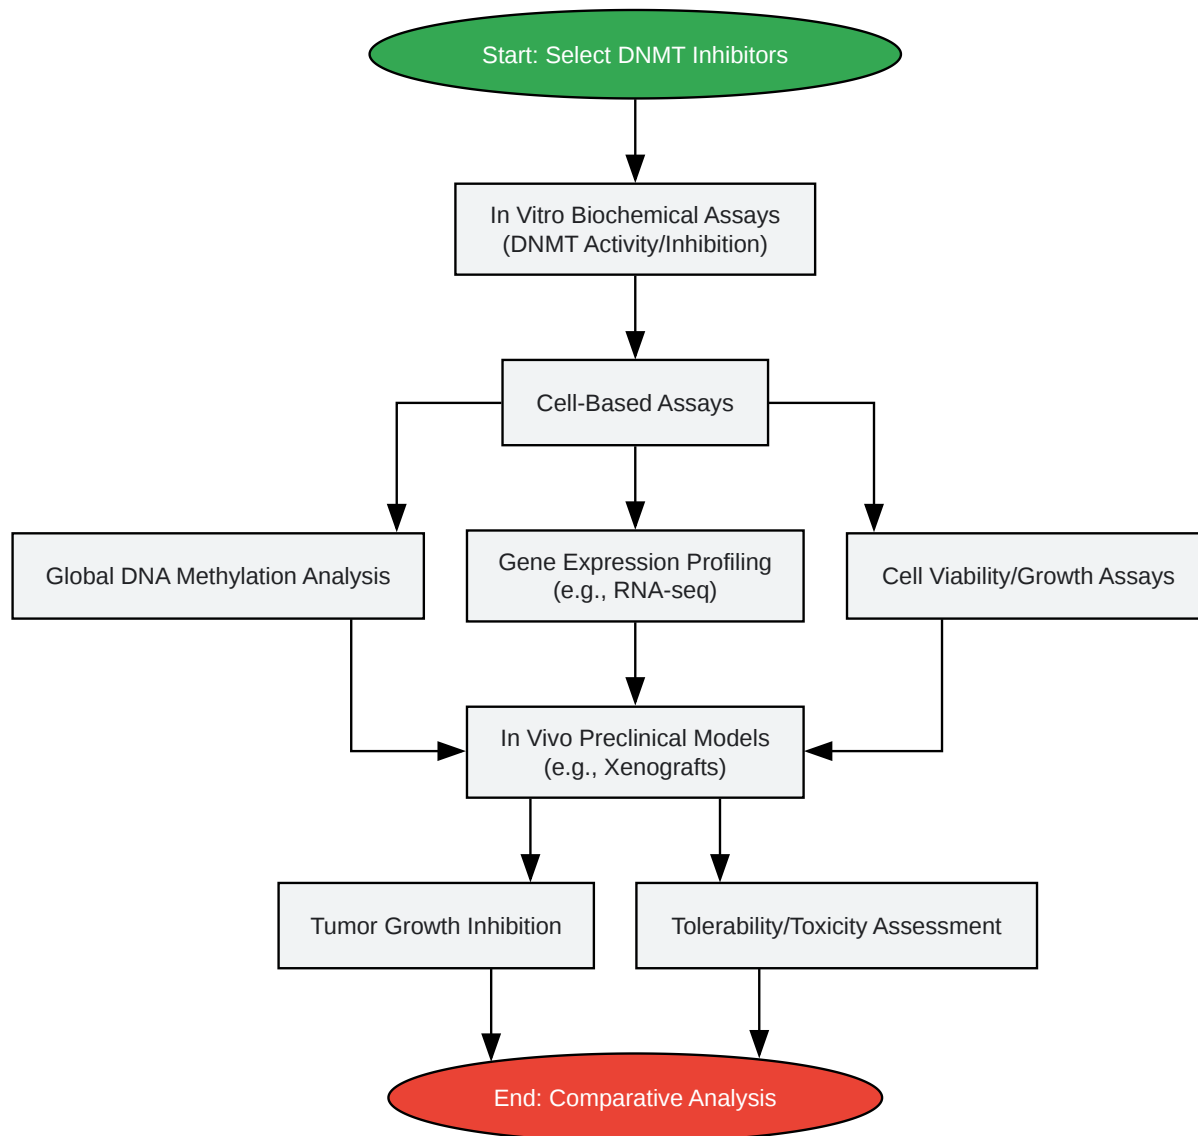 Start: Select DNMT Inhibitors
In Vitro Biochemical Assays
(DNMT Activity/Inhibition)
Cell-Based Assays
Global DNA Methylation Analysis
Gene Expression Profiling
(e.g., RNA-seq)
Cell Viability/Growth Assays
In Vivo Preclinical Models
(e.g., Xenografts)
Tumor Growth Inhibition
Tolerability/Toxicity Assessment
End: Comparative Analysis